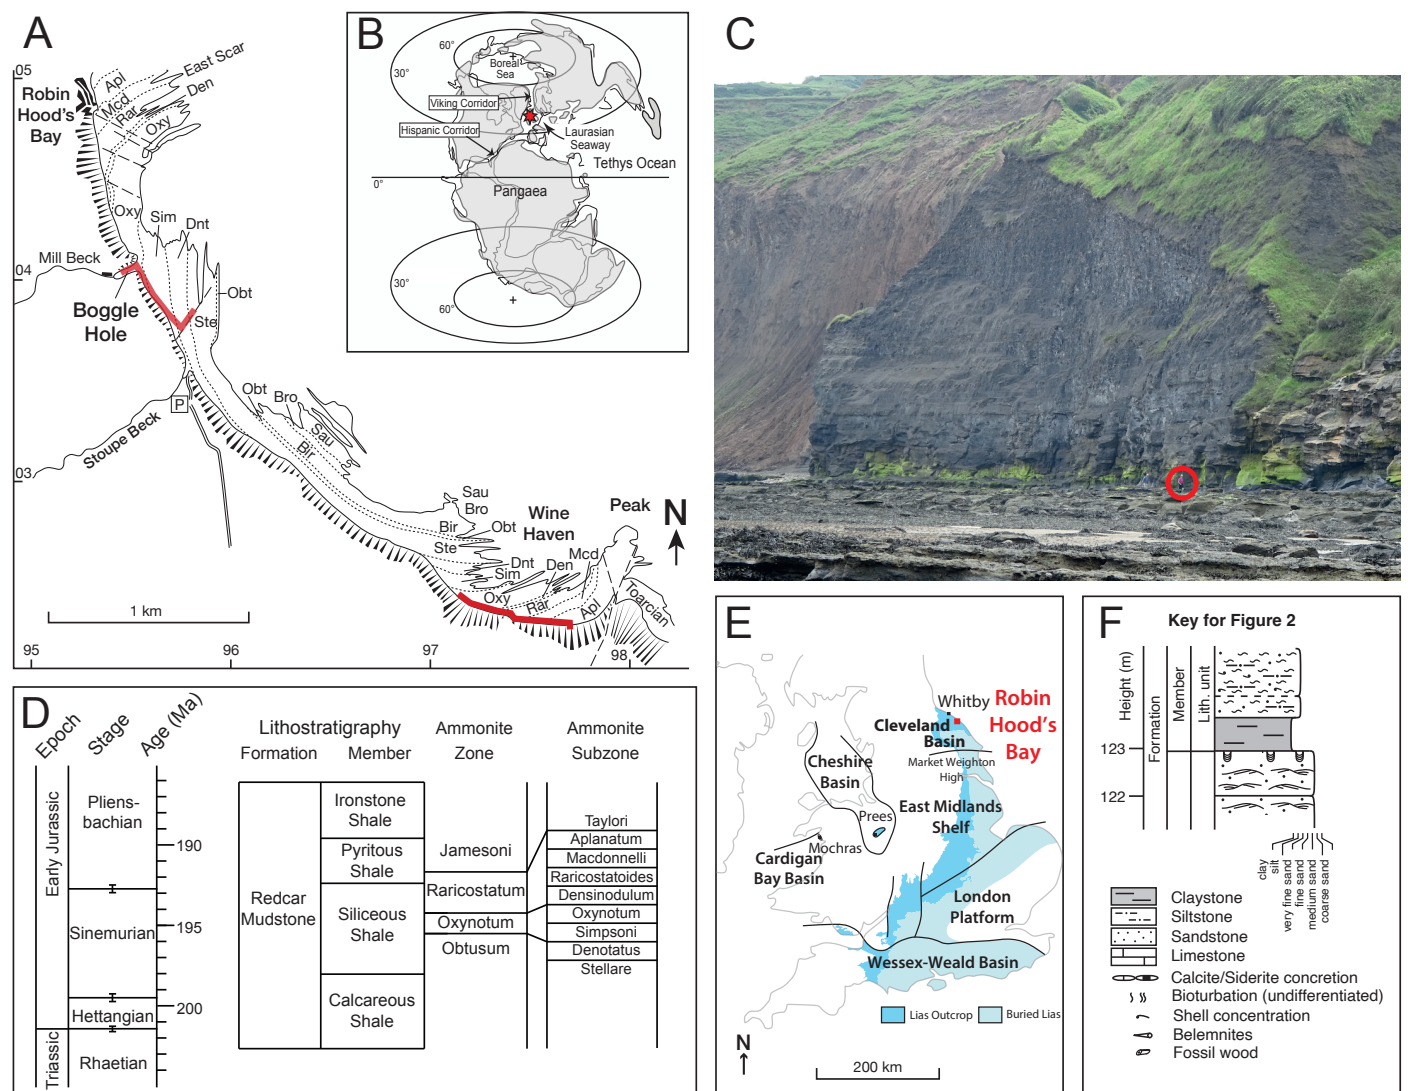 A
05
Robin
Hood's
Bay
Apl
Mcd
Rar
Oxy
East Scar
Den
Oxy
Sim
Dnt
Mill Beck
04
Boggle
Hole
Obt
Ste
P
Stoupe Beck
03
Obt
Bro
Sau
Bir
Sau
Bro
Bir
Obt
Ste
Wine
Haven
Peak
N
Dnt
Sim
Den
Mcd
Oxy
Rar
Apl
Toarcian
1 km
95
96
97
98
B
60°
30°
Boreal
Sea
Viking Corridor
Hispanic Corridor
Laurasian
Seaway
Tethys Ocean
0°
Pangaea
30°
60°
C
D
Epoch
Stage
Age (Ma)
Lithostratigraphy
Formation
Member
Ammonite
Zone
Ammonite
Subzone
Early Jurassic
Triassic
Pliens-
bachian
Sinemurian
Hettangian
Rhaetian
190
195
200
Redcar
Mudstone
Ironstone
Shale
Pyritous
Shale
Siliceous
Shale
Calcareous
Shale
Jamesoni
Raricostatum
Oxynotum
Obtusum
Taylori
Aplanatum
Macdonnelli
Raricostatoides
Densinodulum
Oxynotum
Simpsoni
Denotatus
Stellare
E
Whitby
Robin
Hood's
Bay
Cleveland
Basin
Market Weighton
High
Cheshire
Basin
East Midlands
Shelf
Prees
Mochras
Cardigan
Bay Basin
London
Platform
Wessex-Weald Basin
Lias Outcrop
Buried Lias
N
200 km
F
Key for Figure 2
Height (m)
Formation
Member
Lith. unit
123
122
clay
silt
very fine sand
fine sand
medium sand
coarse sand
Claystone
Siltstone
Sandstone
Limestone
Calcite/Siderite concretion
Bioturbation (undifferentiated)
Shell concentration
Belemnites
Fossil wood